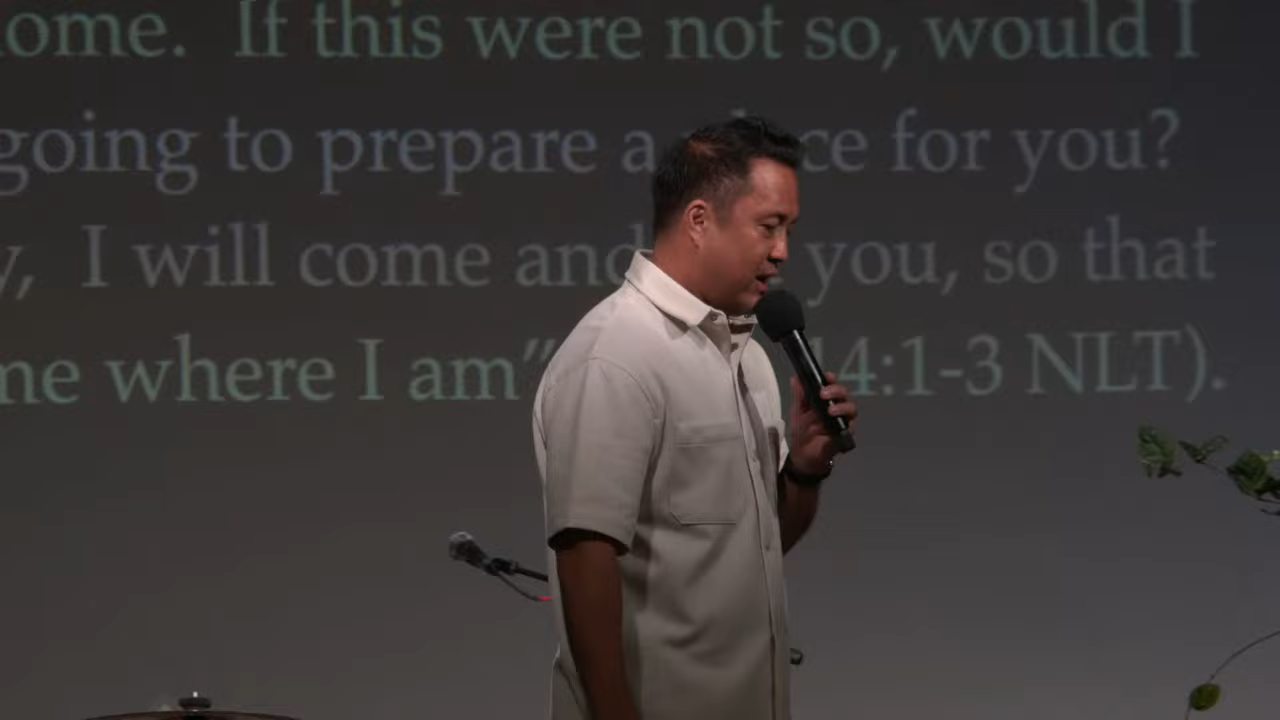 ome. If this were not so, would I
going to prepare a ce for you?
y, I will come and you, so that
me where I am” 14:1-3 NLT).